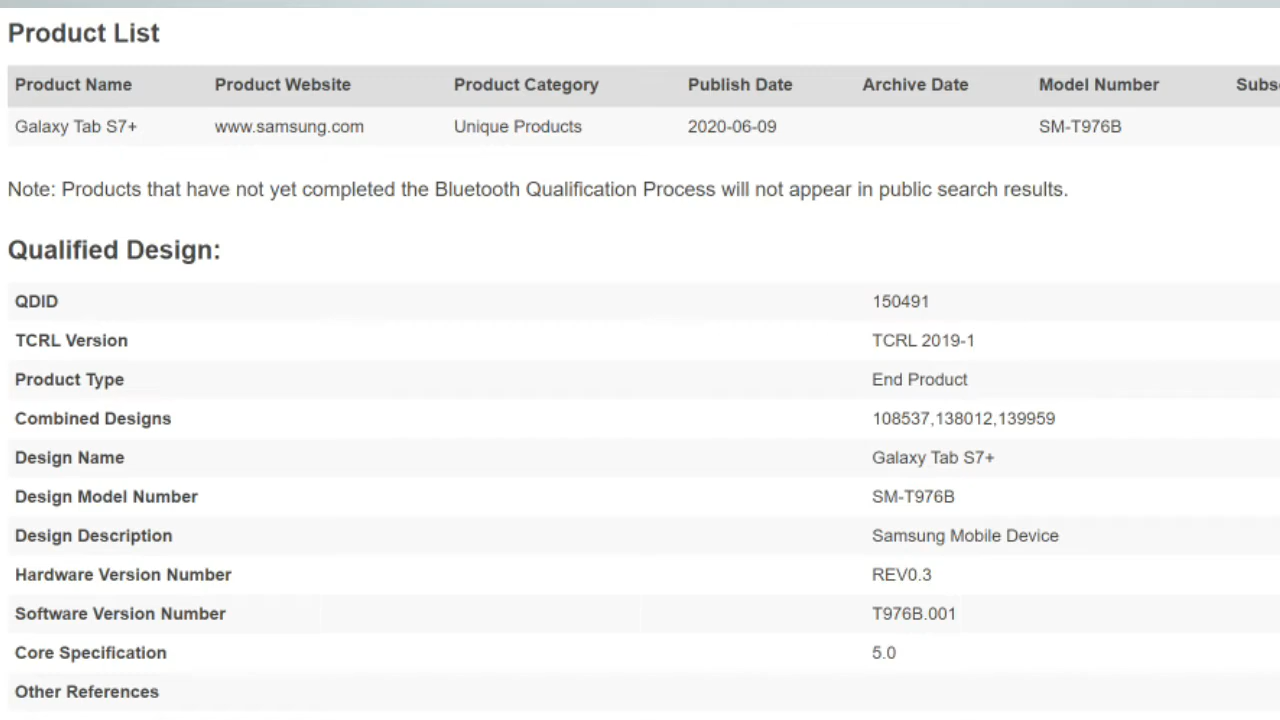 Product List
Product Name Product Website Product Category Publish Date Archive Date Model Number Subs
Galaxy Tab S7+ www.samsung.com Unique Products 2020-06-09 SM-T976B
Note: Products that have not yet completed the Bluetooth Qualification Process will not appear in public search results.
Qualified Design:
QDID 150491
TCRL Version TCRL 2019-1
Product Type End Product
Combined Designs 108537,138012,139959
Design Name Galaxy Tab S7+
Design Model Number SM-T976B
Design Description Samsung Mobile Device
Hardware Version Number REV0.3
Software Version Number T976B.001
Core Specification 5.0
Other References